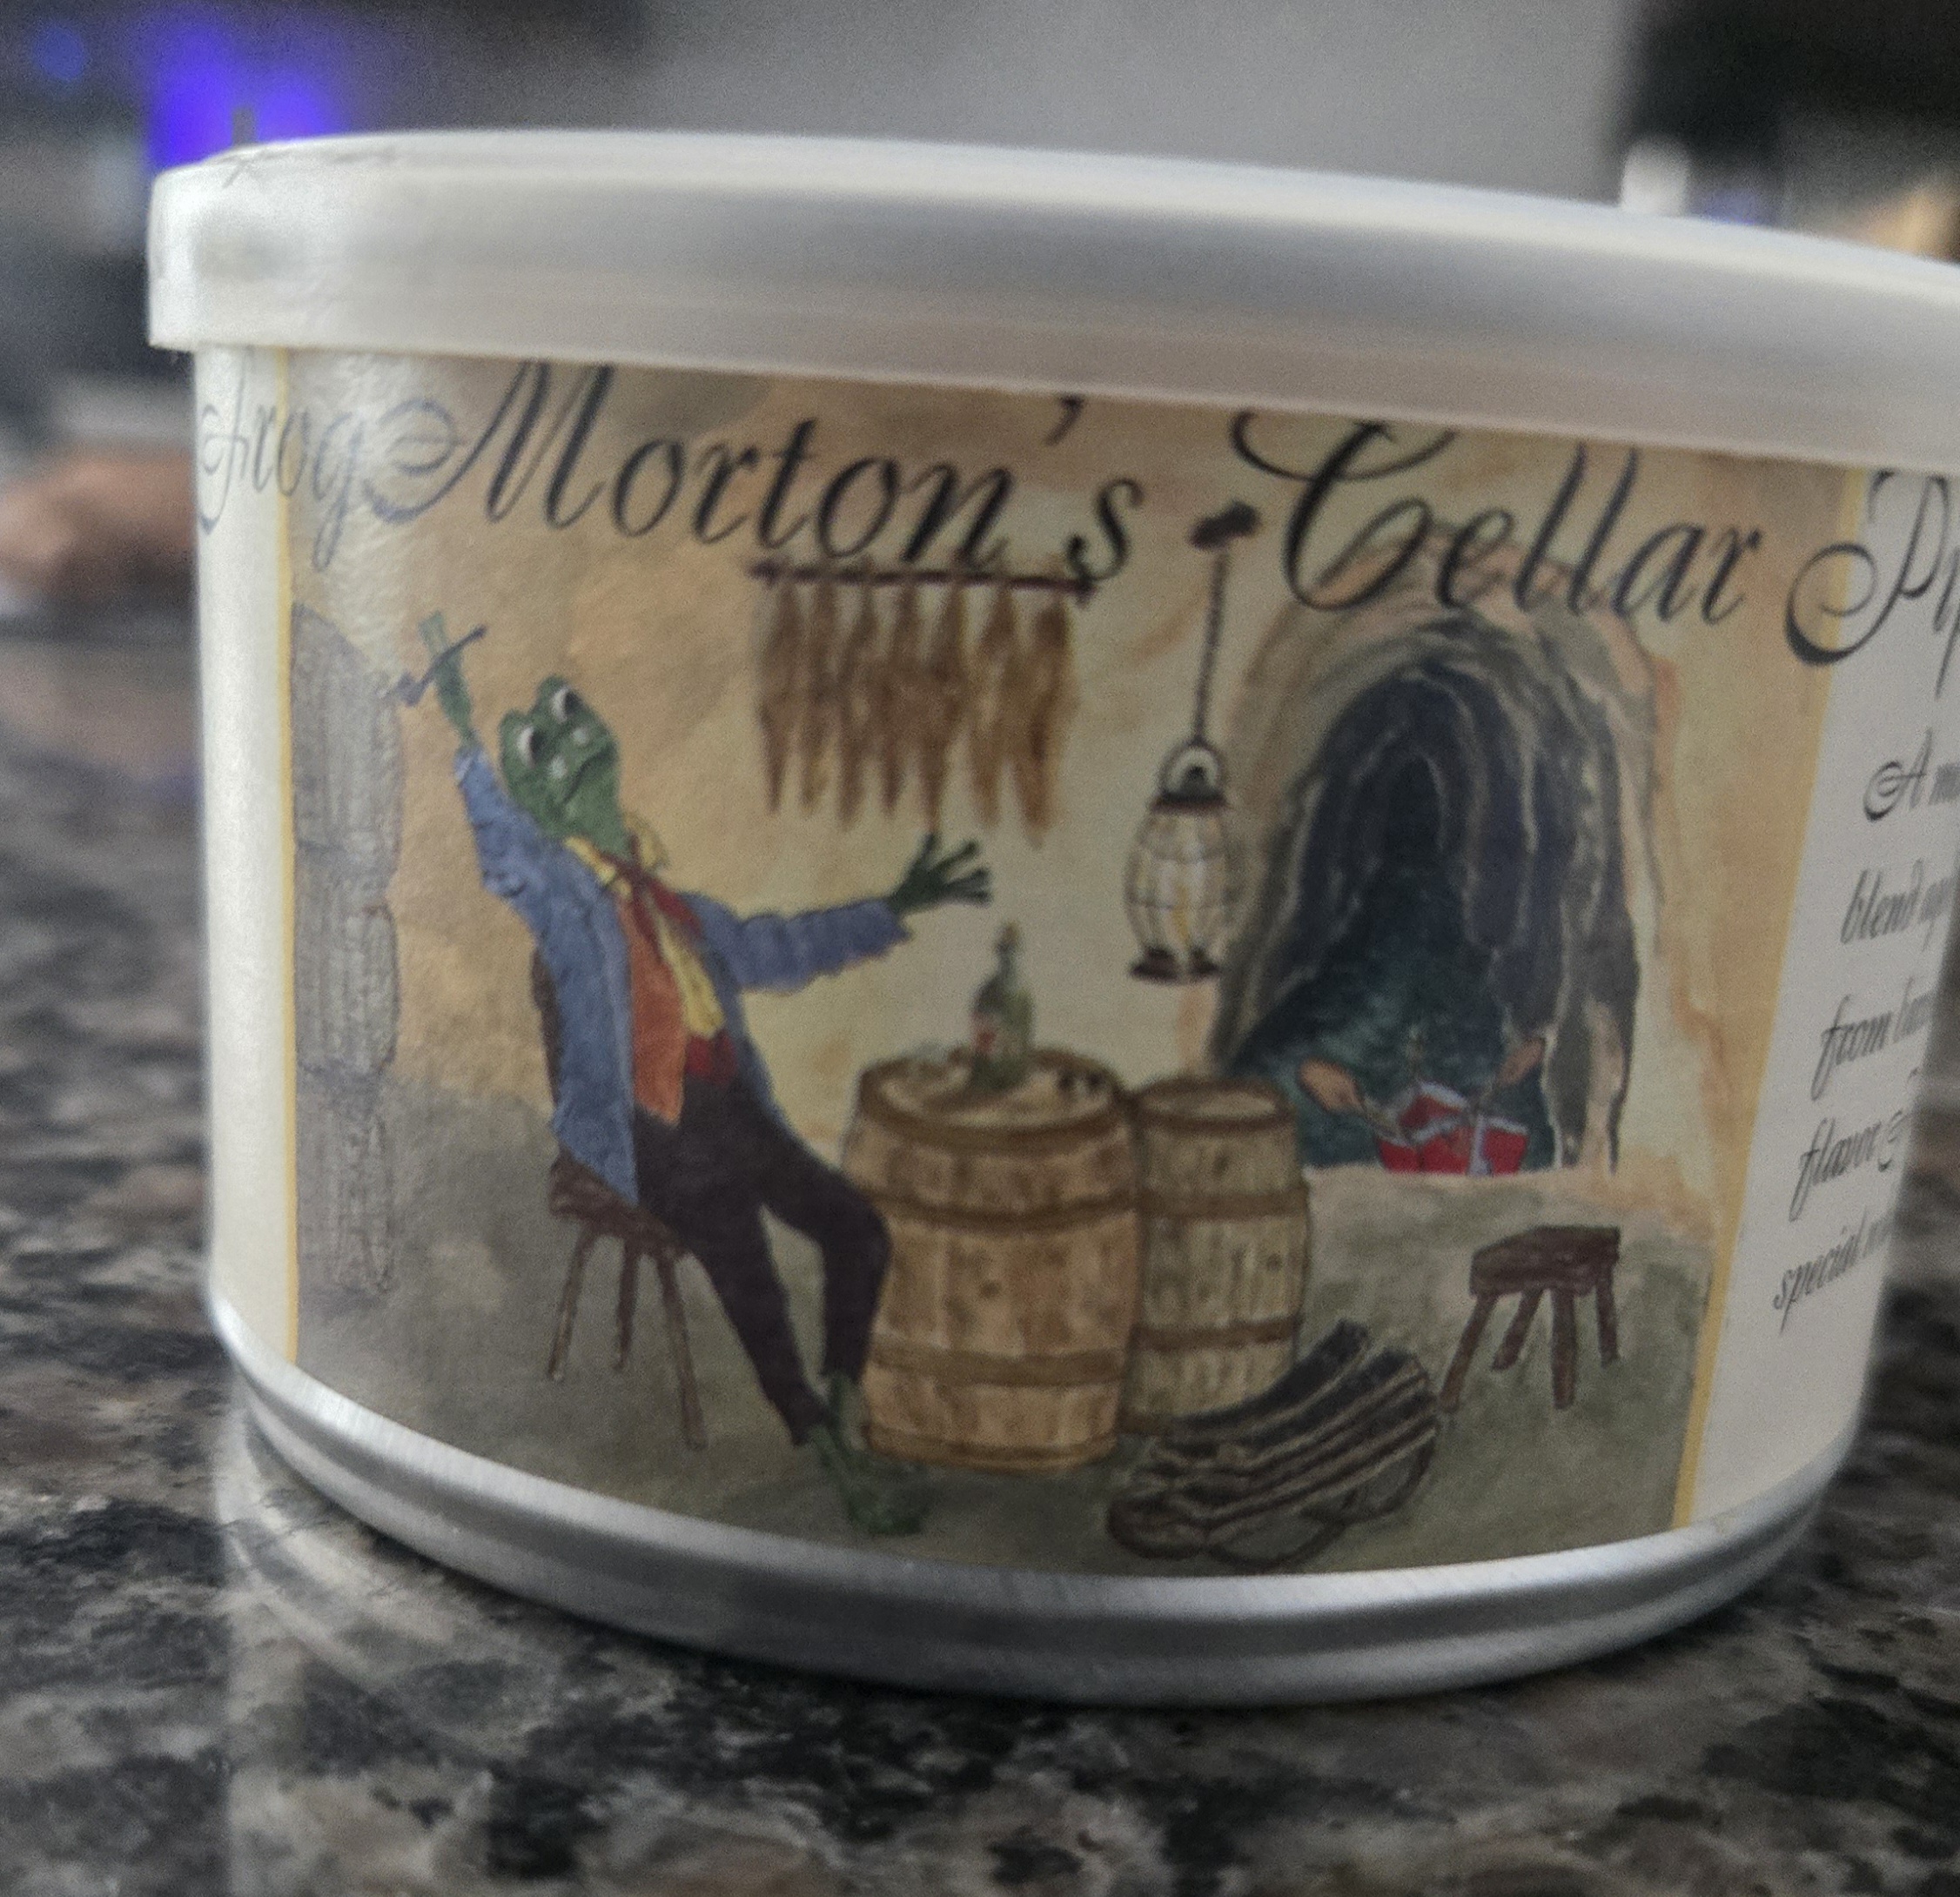 Frog Morton's Cellar
A
blend
from
flavor
special